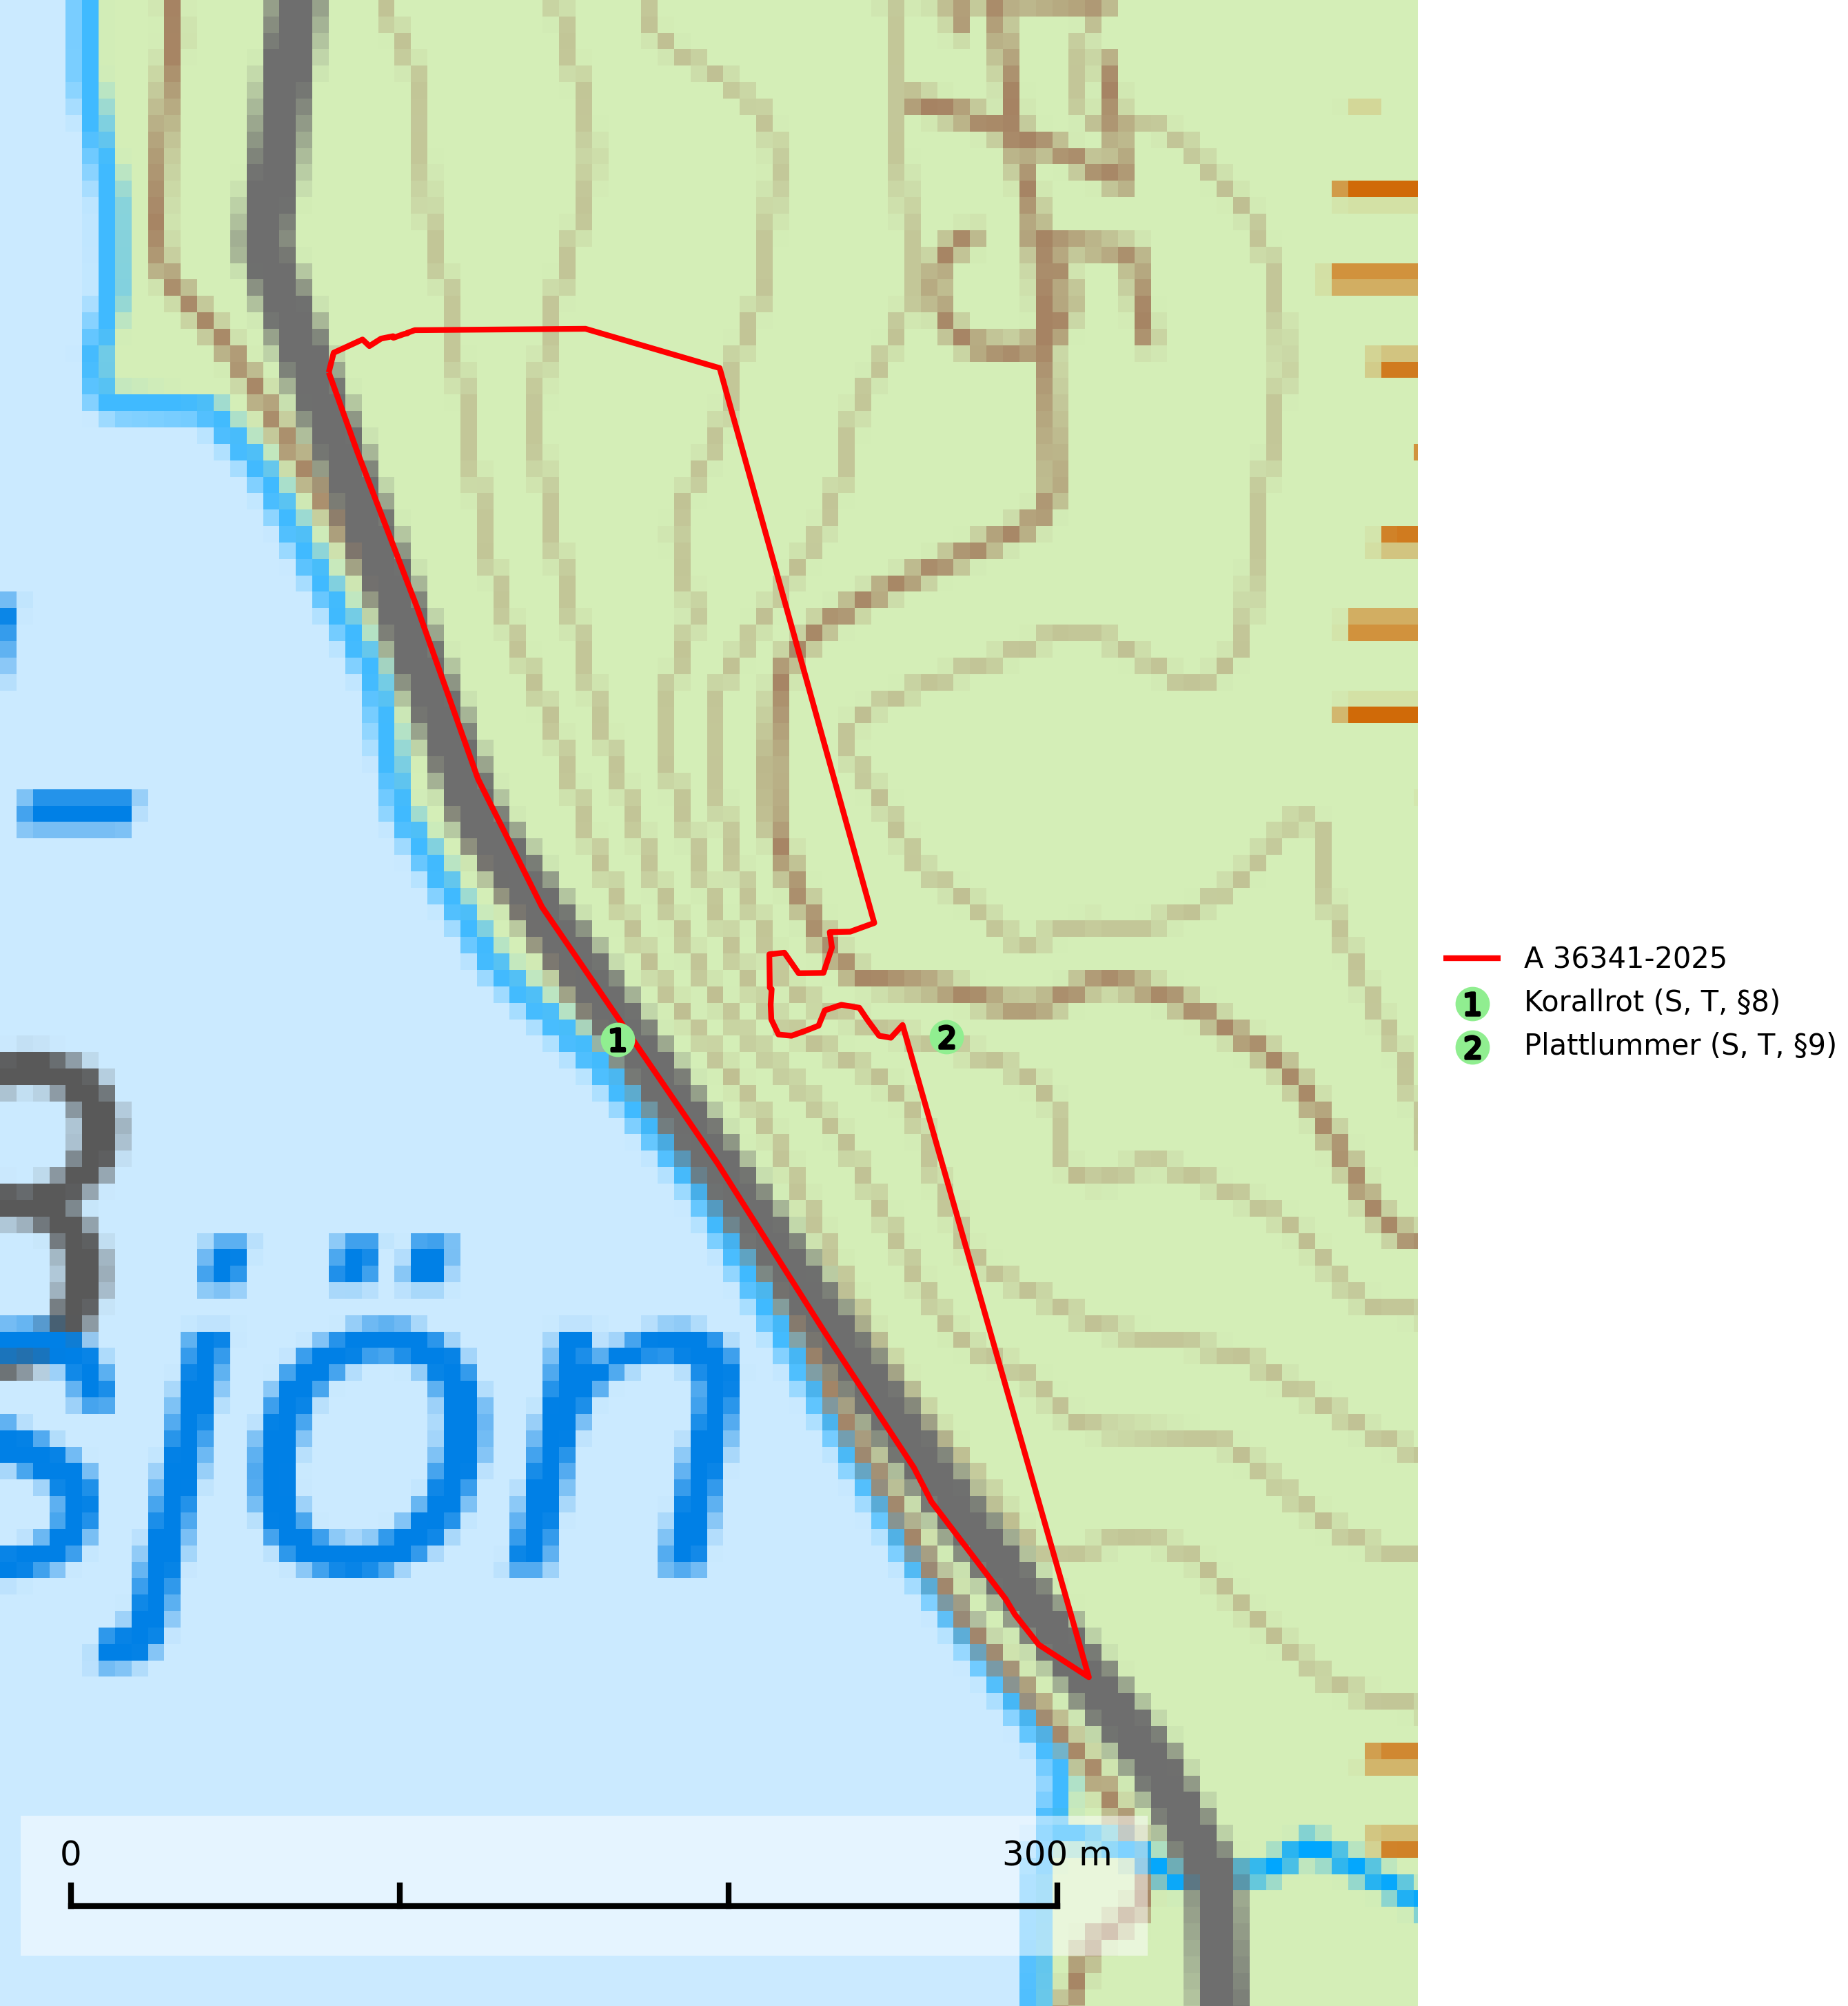 A 36341-2025
1 Korallrot (S, T, §8)
2 Plattlummer (S, T, §9)
1
2
sjön
0 300 m